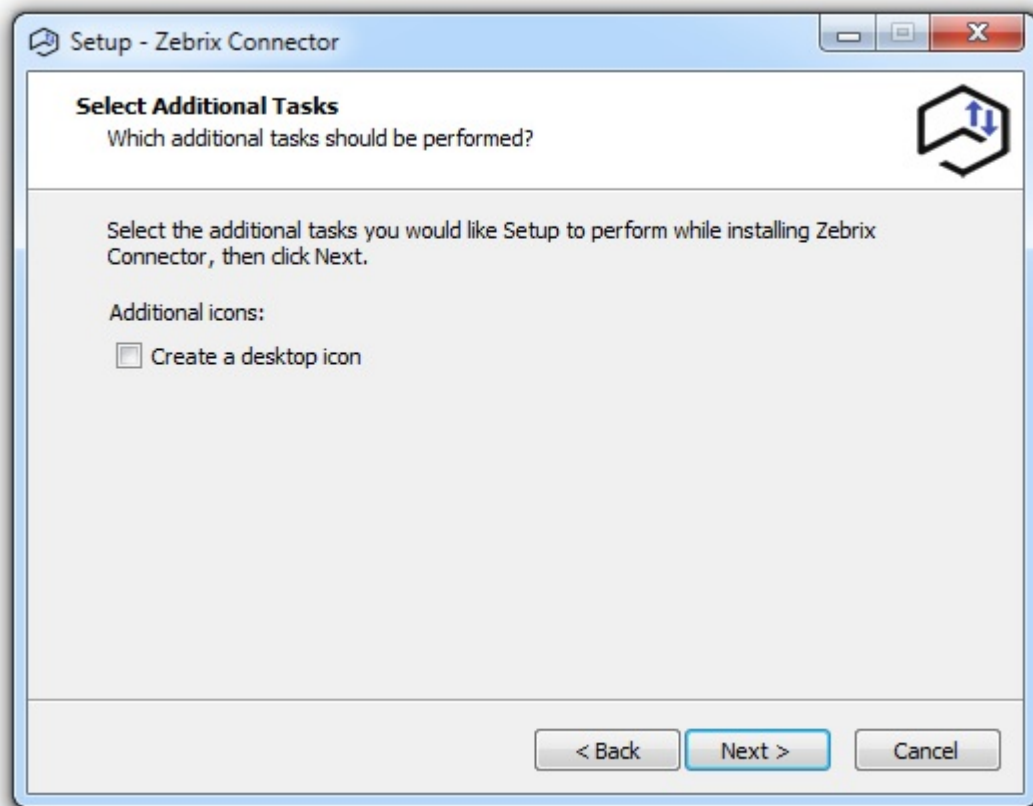 Setup - Zebrix Connector
Select Additional Tasks
Which additional tasks should be performed?
Select the additional tasks you would like Setup to perform while installing Zebrix
Connector, then click Next.
Additional icons:
Create a desktop icon
< Back
Next >
Cancel